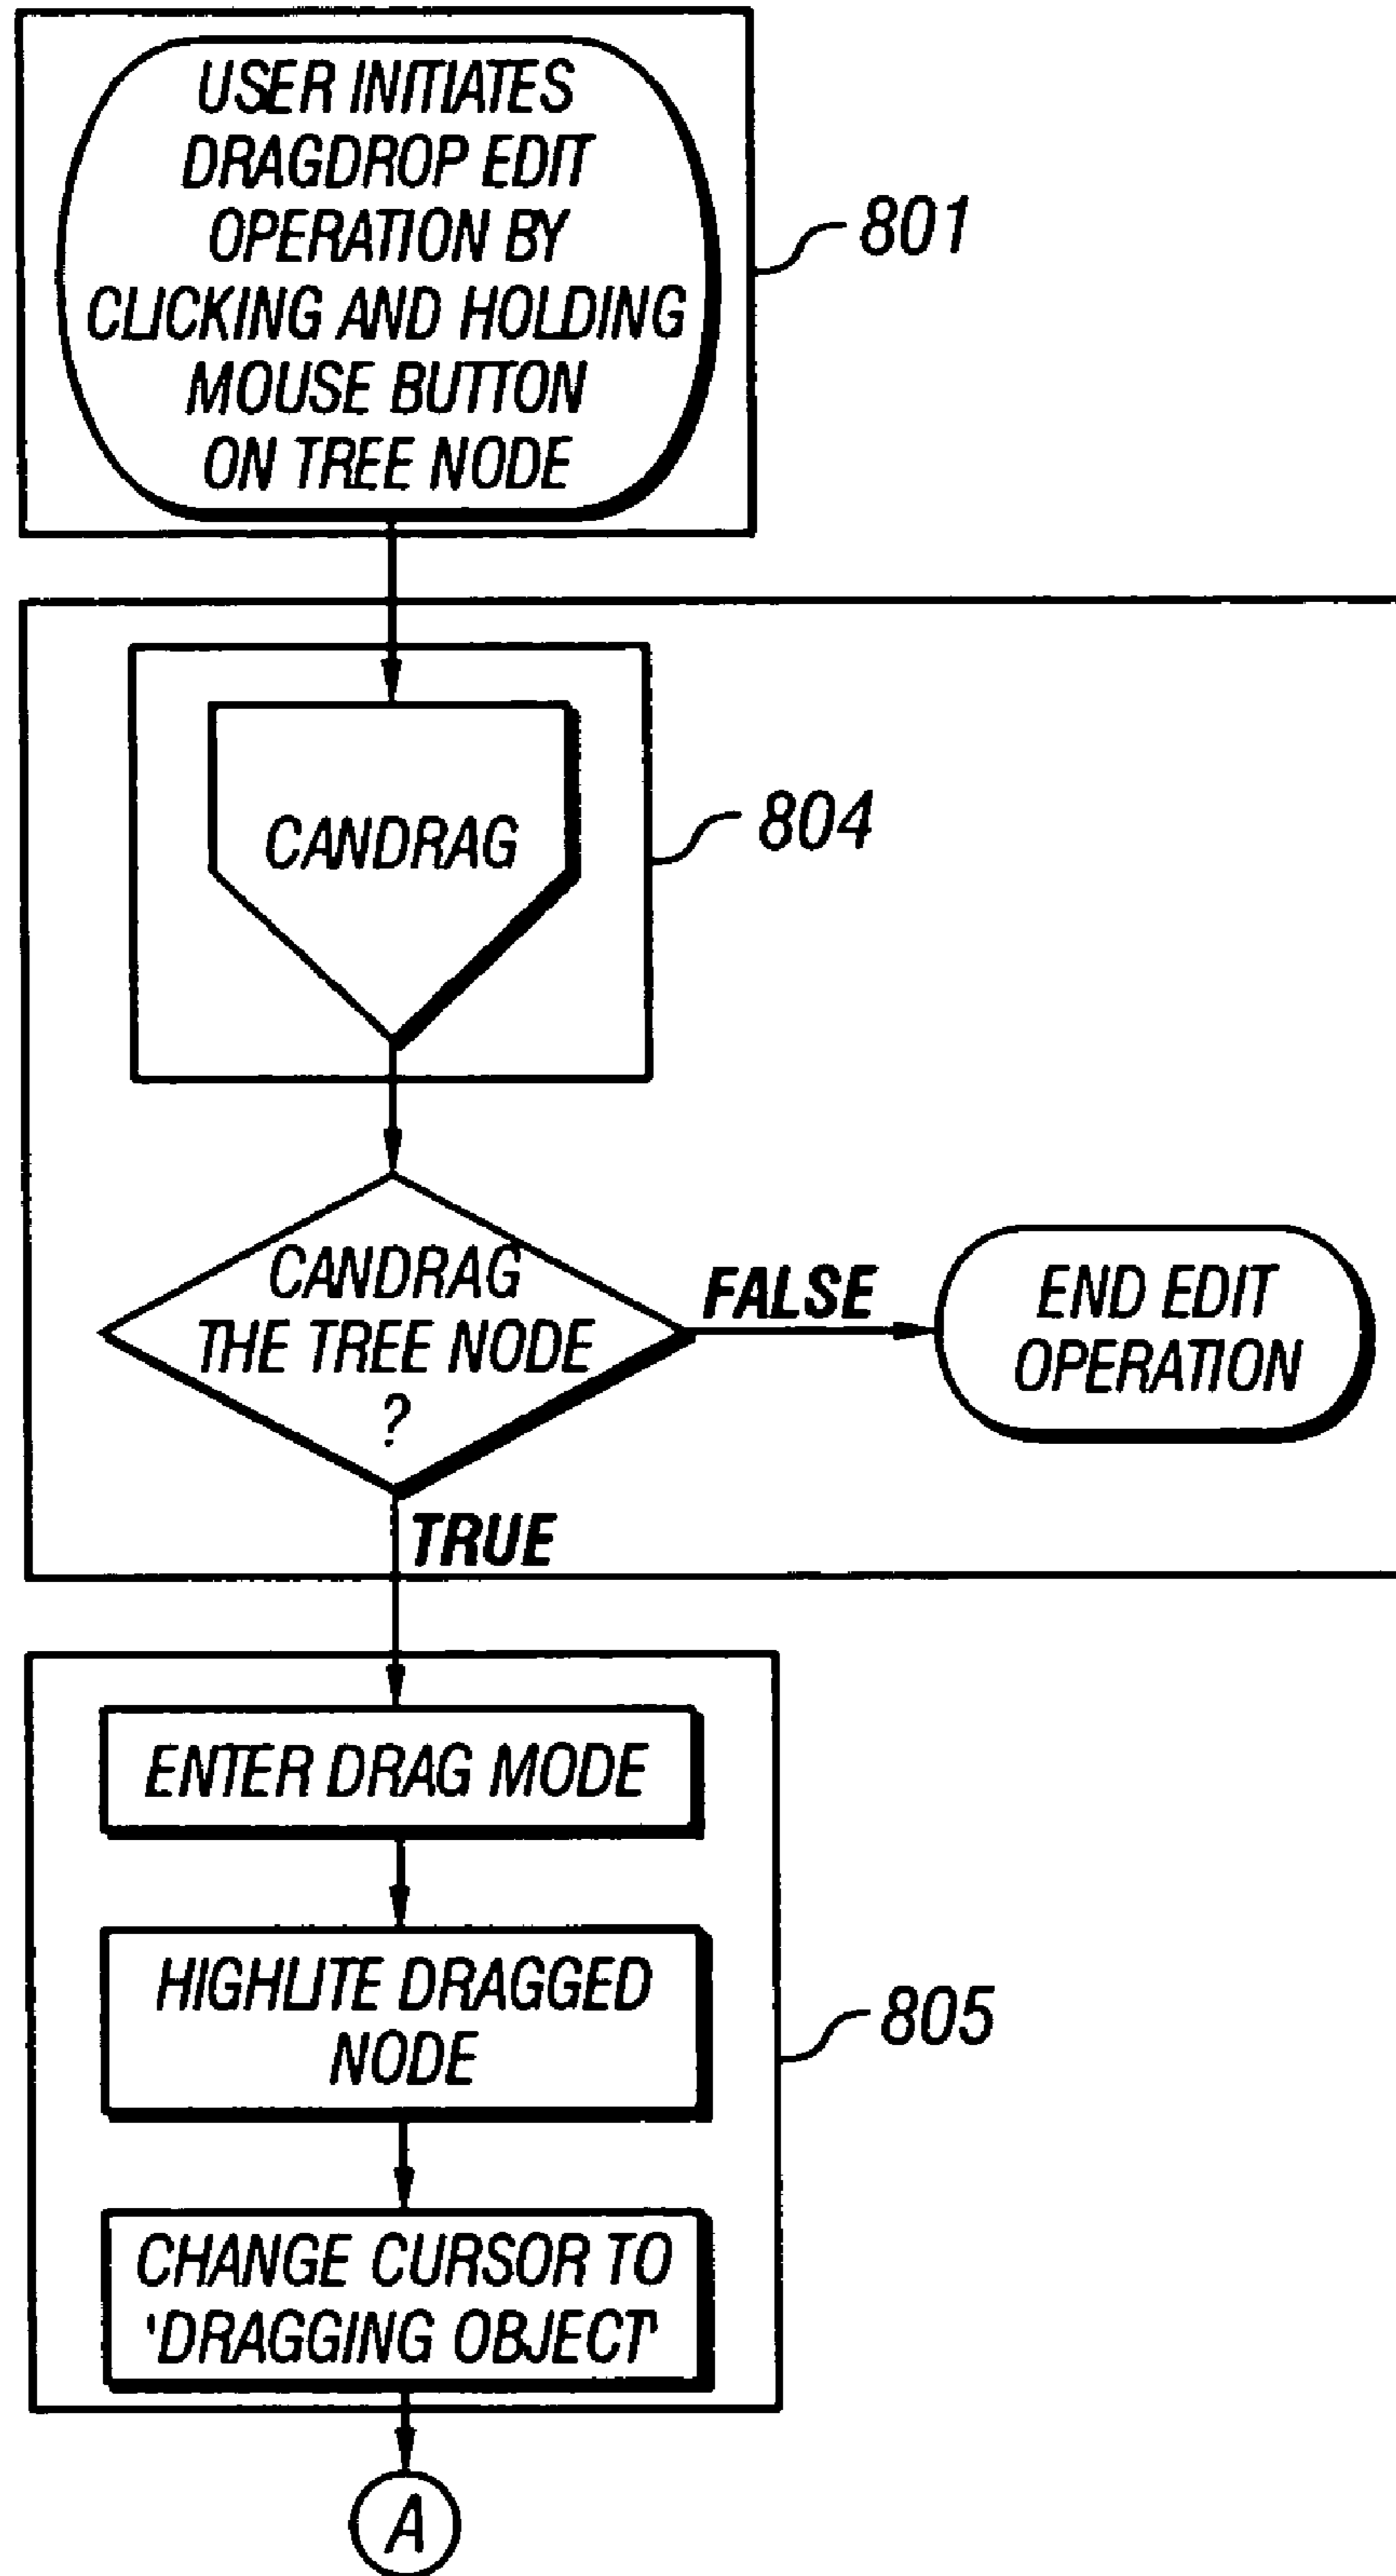 USER INITIATES
DRAGDROP EDIT
OPERATION BY
CLICKING AND HOLDING
MOUSE BUTTON
ON TREE NODE
801
CANDRAG
804
CANDRAG
THE TREE NODE
?
FALSE
END EDIT
OPERATION
TRUE
ENTER DRAG MODE
HIGHLITE DRAGGED
NODE
805
CHANGE CURSOR TO
'DRAGGING OBJECT'
A